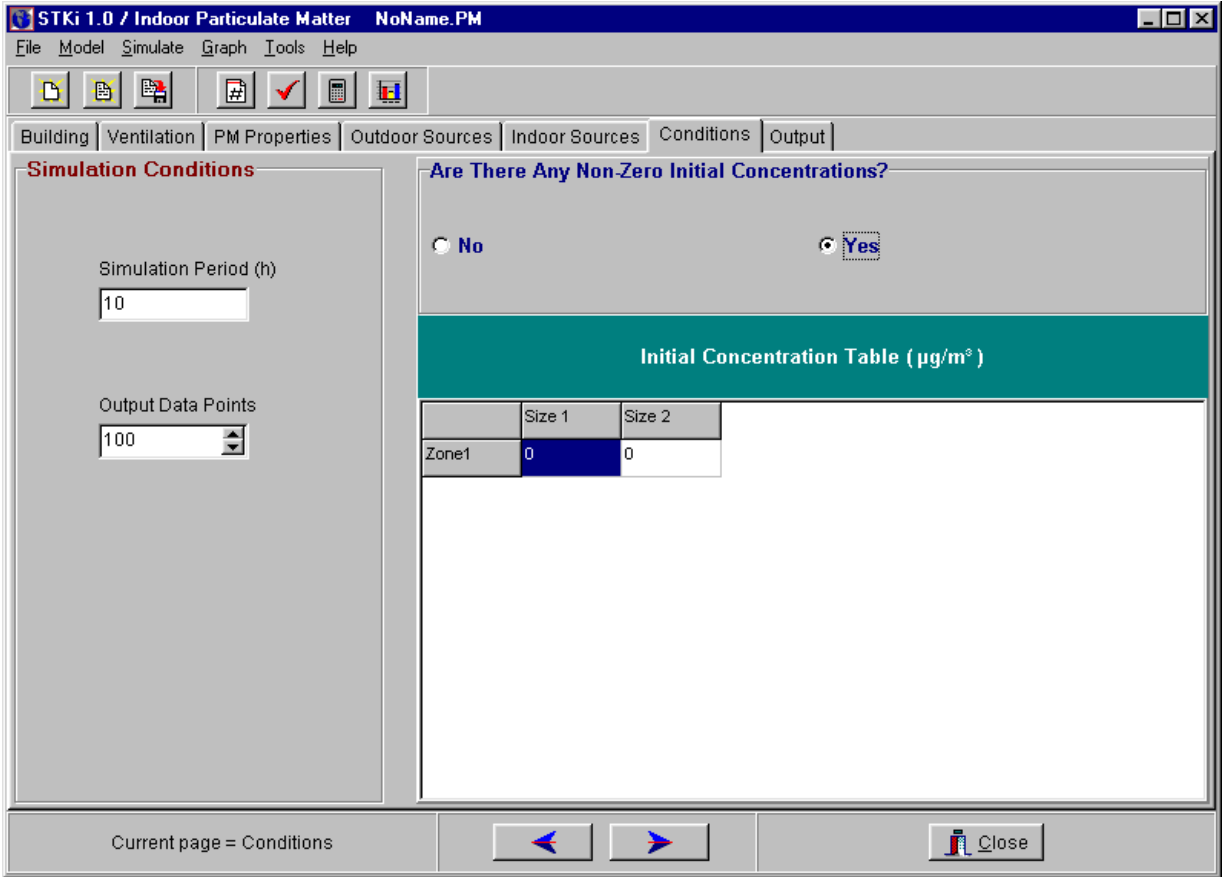 STKi 1.0 / Indoor Particulate Matter NoName.PM
File Model Simulate Graph Tools Help
Building Ventilation PM Properties Outdoor Sources Indoor Sources Conditions Output
Simulation Conditions
Simulation Period (h)
10
Output Data Points
100
Are There Any Non-Zero Initial Concentrations?
No Yes
Initial Concentration Table ( µg/m³ )
Size 1 Size 2
Zone1 0 0
Current page = Conditions
Close